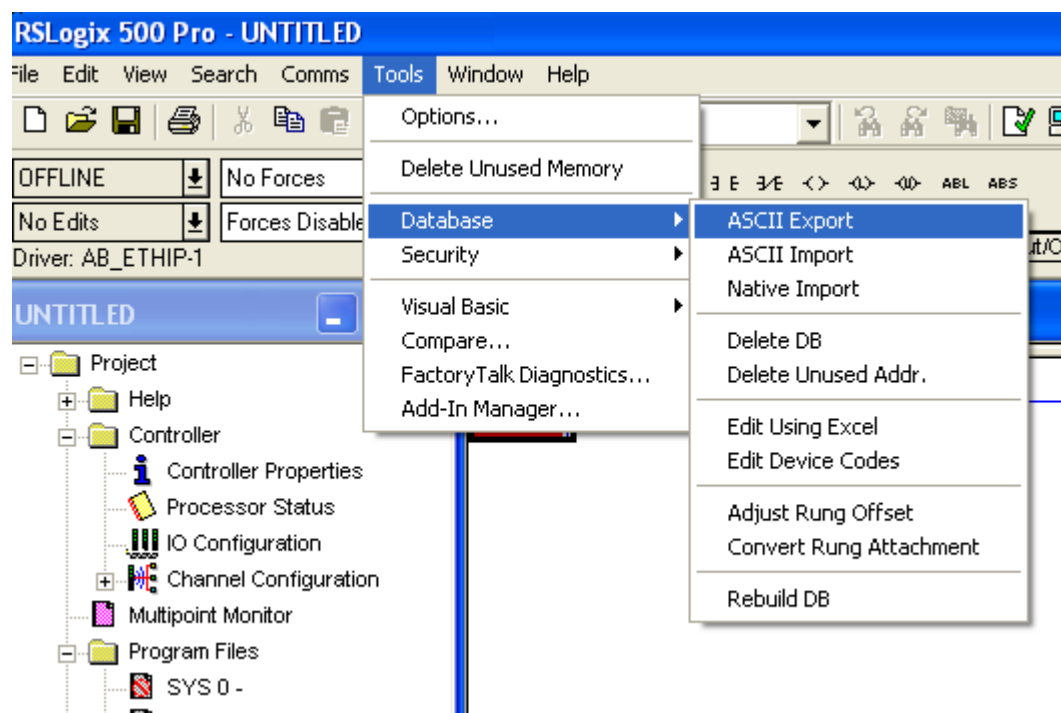 RSLogix 500 Pro - UNTITLED
File Edit View Search Comms Tools Window Help
OFFLINE No Forces
No Edits Forces Disable
Driver: AB_ETHIP-1
ABL ABS
Options...
Delete Unused Memory
Database
Security
Visual Basic
Compare...
FactoryTalk Diagnostics...
Add-In Manager...
ASCII Export
ASCII Import
Native Import
Delete DB
Delete Unused Addr.
Edit Using Excel
Edit Device Codes
Adjust Rung Offset
Convert Rung Attachment
Rebuild DB
UNTITLED
Project
Help
Controller
Controller Properties
Processor Status
IO Configuration
Channel Configuration
Multipoint Monitor
Program Files
SYS 0 -